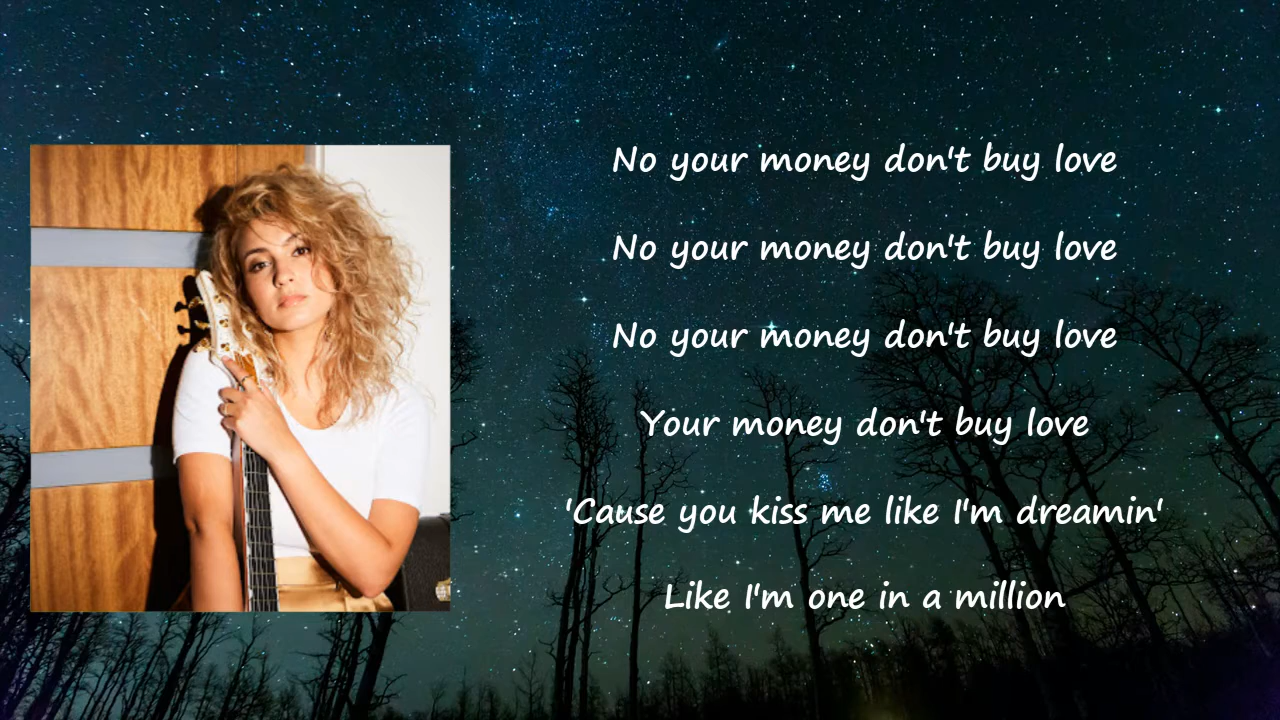 No your money don't buy love
No your money don't buy love
No your money don't buy love
Your money don't buy love
'Cause you kiss me like I'm dreamin'
Like I'm one in a million